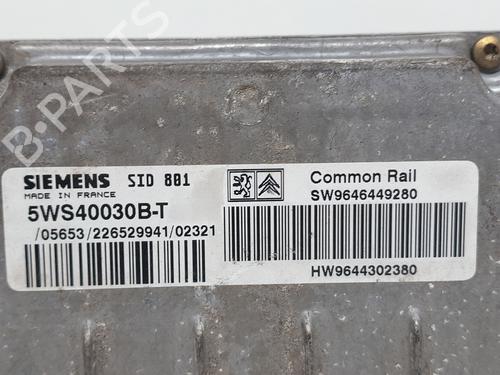 B-PARTS
SIEMENS SID 801
MADE IN FRANCE
5WS40030B-T
/05653/226529941/02321
Common Rail
SW9646449280
HW9644302380